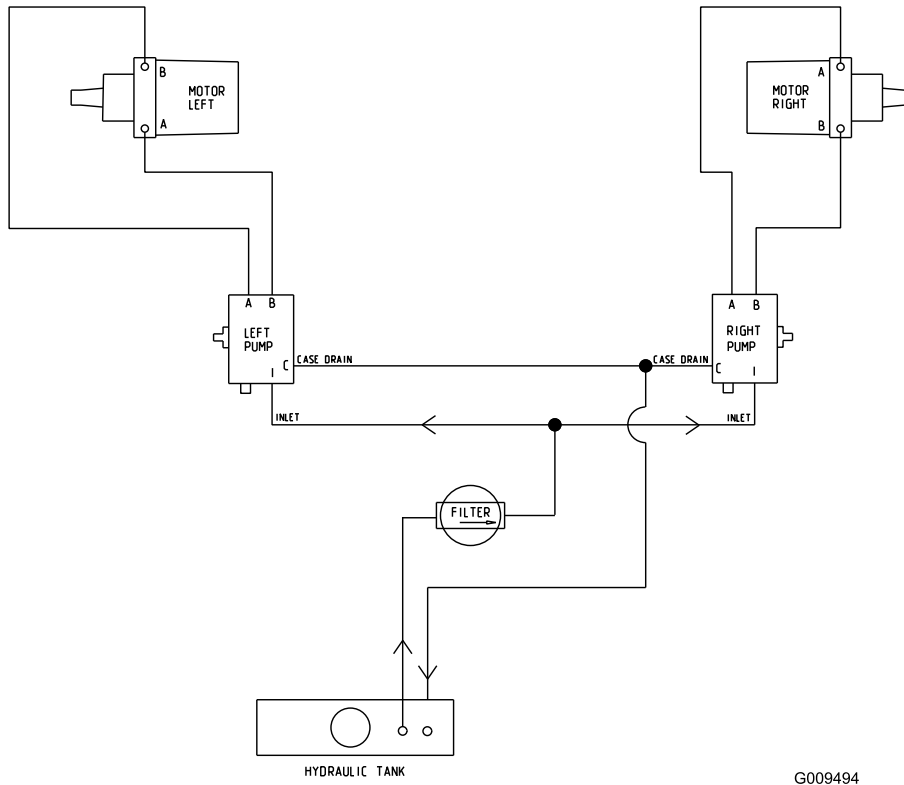 B
MOTOR
LEFT
A
A
MOTOR
RIGHT
B
A B
LEFT
PUMP
C
I
CASE DRAIN
CASE DRAIN
A B
RIGHT
PUMP
C
I
INLET
INLET
FILTER
HYDRAULIC TANK
G009494